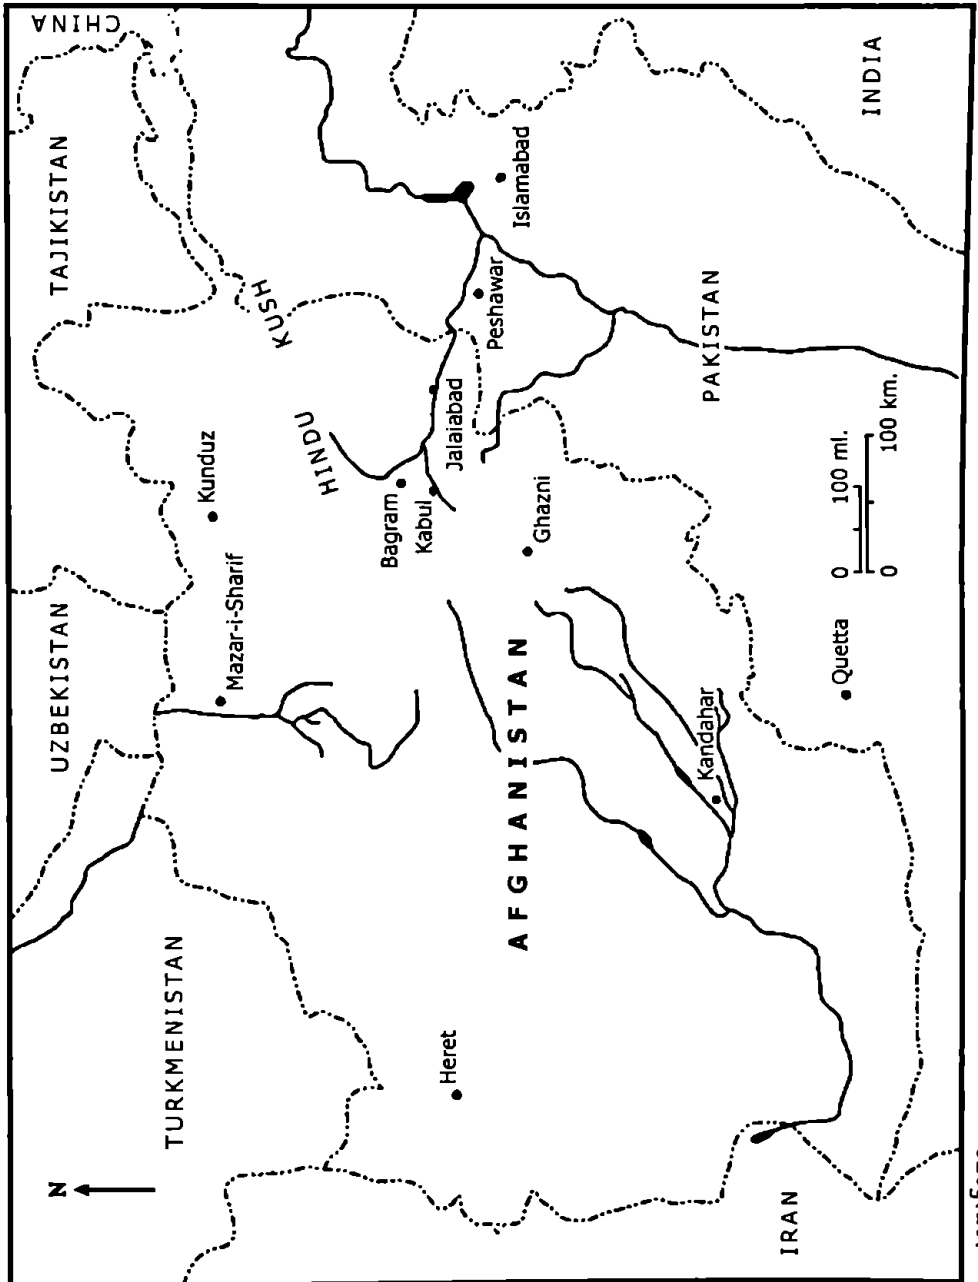 N
UZBEKISTAN
TAJIKISTAN
CHINA
TURKMENISTAN
Mazar-i-Sharif
Kunduz
HINDU
KUSH
Bagram
Kabul
Heret
Jalaiabad
Peshawar
Islamabad
AFGHANISTAN
Ghazni
Kandahar
PAKISTAN
IRAN
Quetta
INDIA
0 100 ml.
0 100 km.